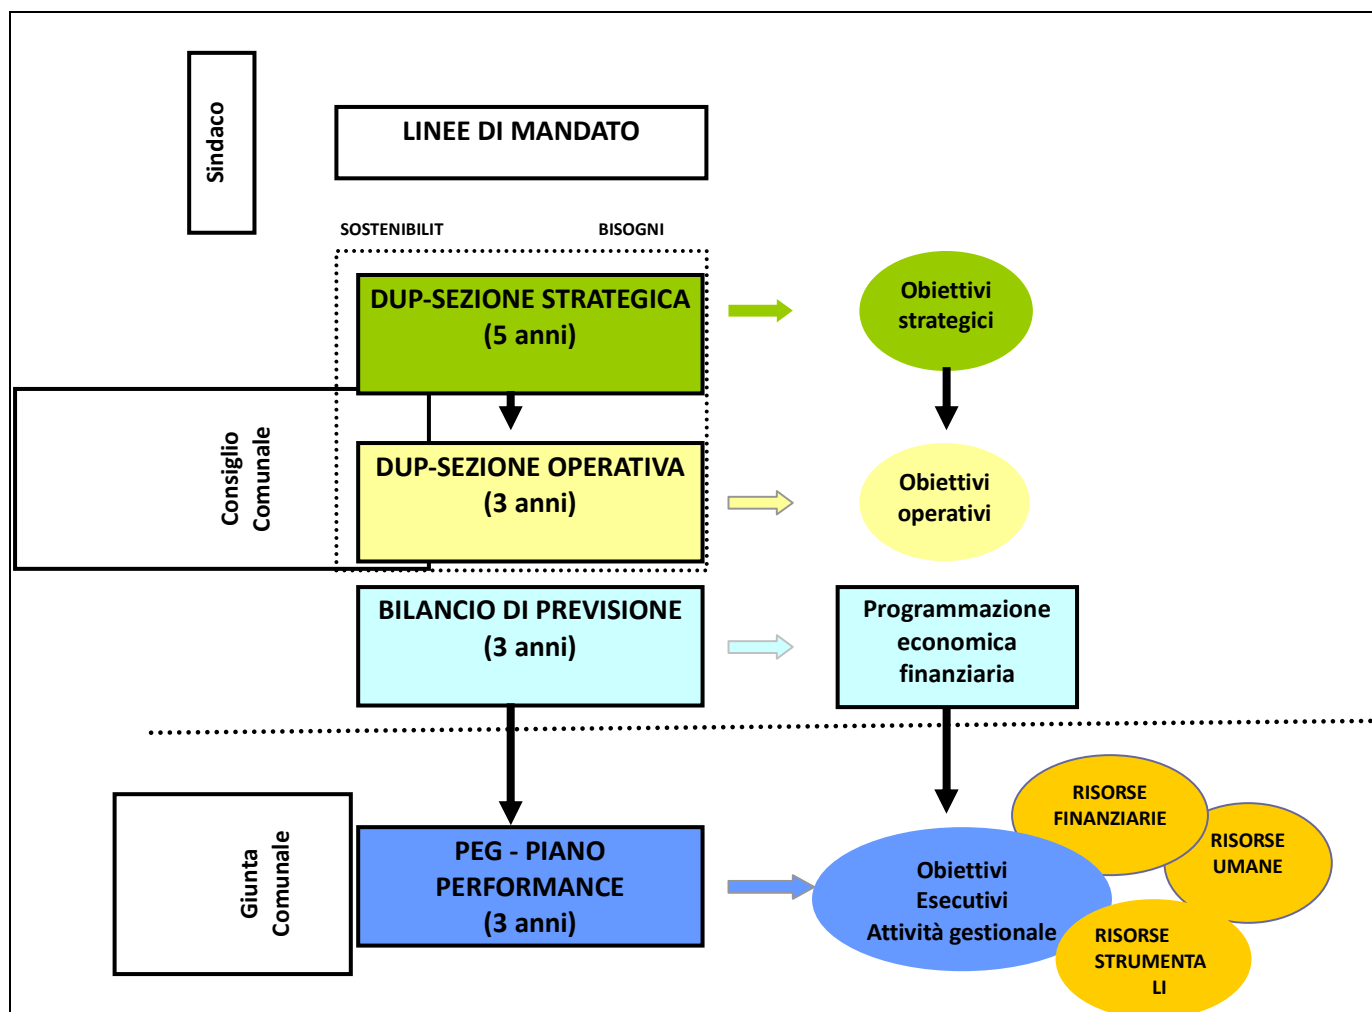 Sindaco
LINEE DI MANDATO
SOSTENIBILIT
BISOGNI
DUP-SEZIONE STRATEGICA
(5 anni)
Obiettivi
strategici
Consiglio
Comunale
DUP-SEZIONE OPERATIVA
(3 anni)
Obiettivi
operativi
BILANCIO DI PREVISIONE
(3 anni)
Programmazione
economica
finanziaria
Giunta
Comunale
PEG - PIANO
PERFORMANCE
(3 anni)
Obiettivi
Esecutivi
Attività gestionale
RISORSE
FINANZIARIE
RISORSE
UMANE
RISORSE
STRUMENTA
LI